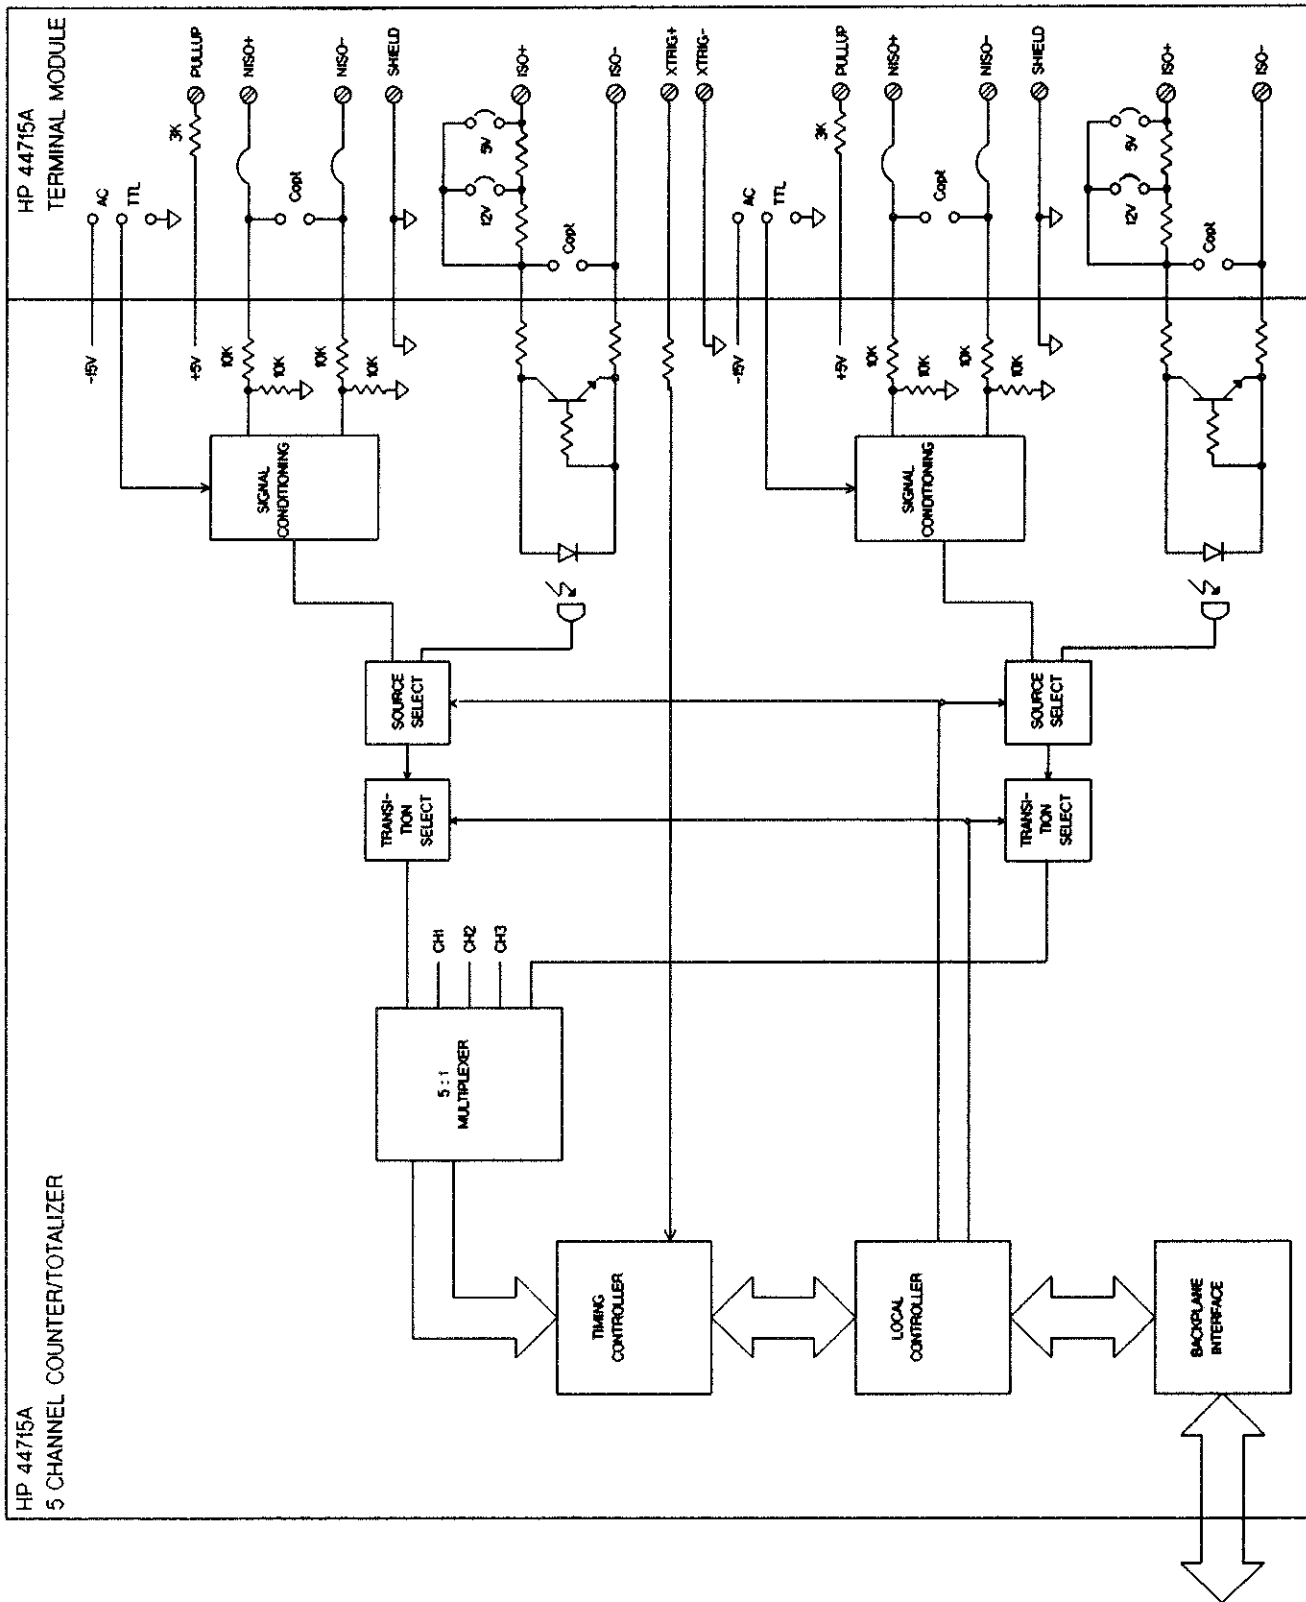 HP 44715A
5 CHANNEL COUNTER/TOTALIZER
HP 44715A
TERMINAL MODULE
AC
TTL
-15V
3K
PULLUP
+5V
NISO+
10K
10K
Copt
NISO-
10K
10K
SHIELD
SIGNAL
CONDITIONING
12V
5V
ISO+
Copt
ISO-
SOURCE
SELECT
TRANSI-
TION
SELECT
CH1
CH2
CH3
5 : 1
MULTIPLEXER
XTRIG+
XTRIG-
TIMING
CONTROLLER
AC
TTL
-15V
3K
PULLUP
+5V
NISO+
10K
10K
Copt
NISO-
10K
10K
SHIELD
SIGNAL
CONDITIONING
12V
5V
ISO+
Copt
ISO-
SOURCE
SELECT
TRANSI-
TION
SELECT
LOCAL
CONTROLLER
BACKPLANE
INTERFACE